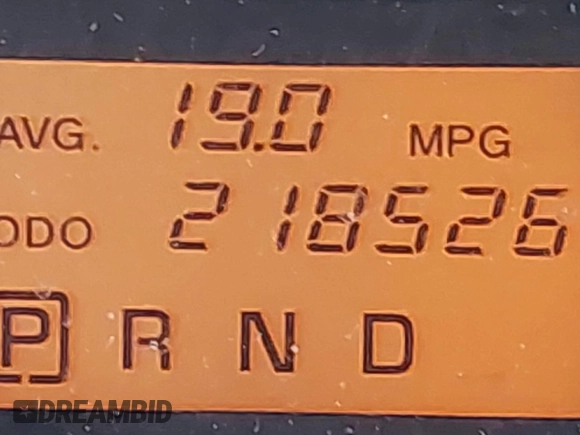 AVG. 19.0 MPG
ODO 218526
P R N D
DREAMBID